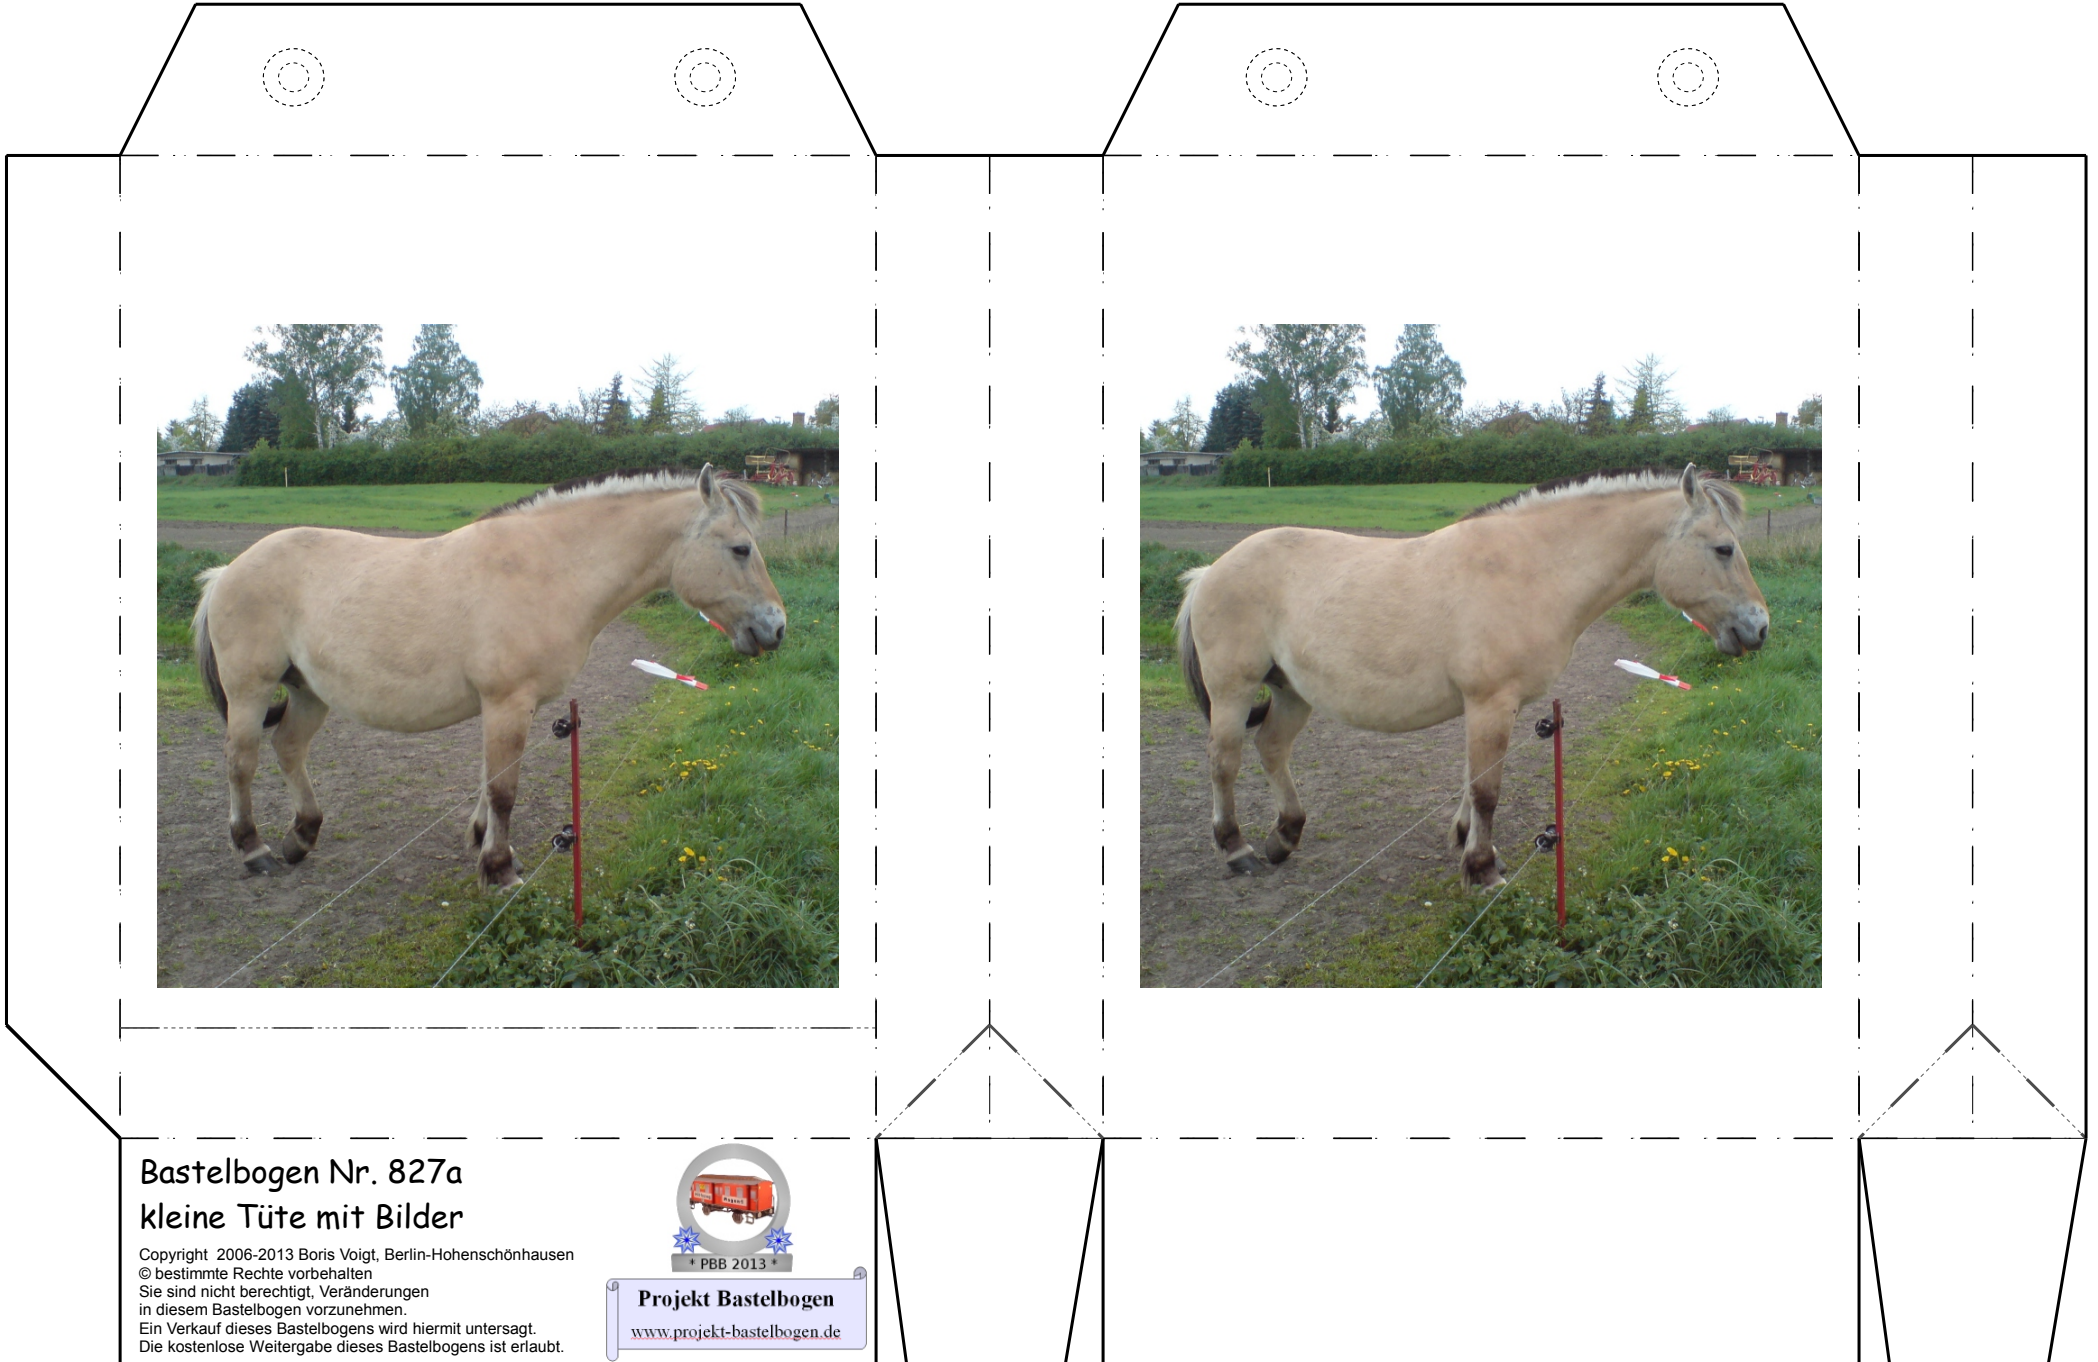 Bastelbogen Nr. 827a
kleine Tüte mit Bilder
Copyright 2006-2013 Boris Voigt, Berlin-Hohenschönhausen
© bestimmte Rechte vorbehalten
Sie sind nicht berechtigt, Veränderungen
in diesem Bastelbogen vorzunehmen.
Ein Verkauf dieses Bastelbogens wird hiermit untersagt.
Die kostenlose Weitergabe dieses Bastelbogens ist erlaubt.
* PBB 2013 *
Projekt Bastelbogen
www.projekt-bastelbogen.de